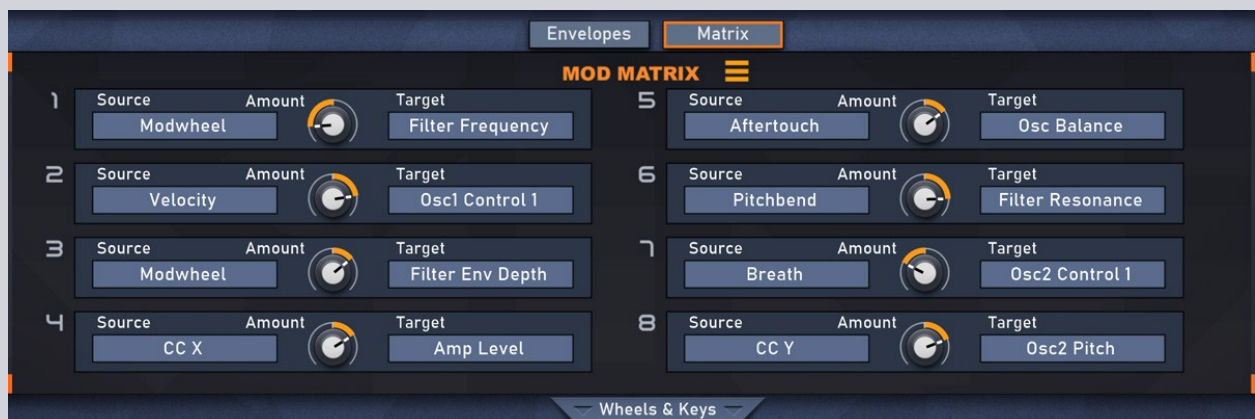 Envelopes Matrix
MOD MATRIX
1 Source Amount Target
Modwheel Filter Frequency
2 Source Amount Target
Velocity Osc1 Control 1
3 Source Amount Target
Modwheel Filter Env Depth
4 Source Amount Target
CC X Amp Level
5 Source Amount Target
Aftertouch Osc Balance
6 Source Amount Target
Pitchbend Filter Resonance
7 Source Amount Target
Breath Osc2 Control 1
8 Source Amount Target
CC Y Osc2 Pitch
Wheels & Keys